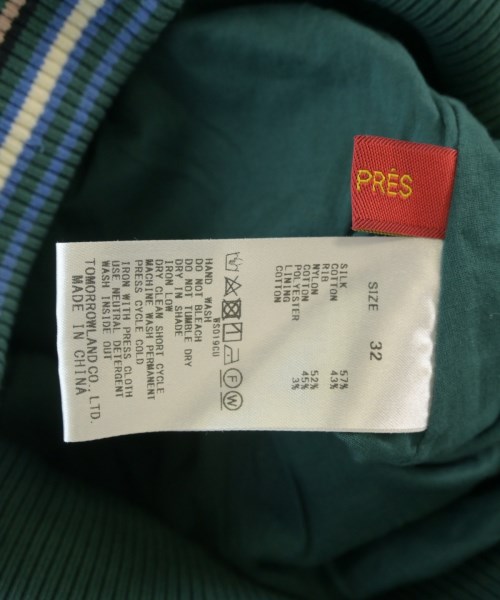 PRÉS
SIZE 32
SILK 57%
COTTON 43%
RIB
NYLON 52%
COTTON 45%
POLYESTER 3%
LINING
COTTON
W5019CU
HAND WASH
DO NOT BLEACH
DO NOT TUMBLE DRY
DRY IN SHADE
IRON LOW
DRY CLEAN SHORT CYCLE
MACHINE WASH PERMANENT
PRESS CYCLE COLD
IRON WITH PRESS CLOTH
USE NEUTRAL DETERGENT
WASH INSIDE OUT
TOMORROWLAND CO., LTD.
MADE IN CHINA